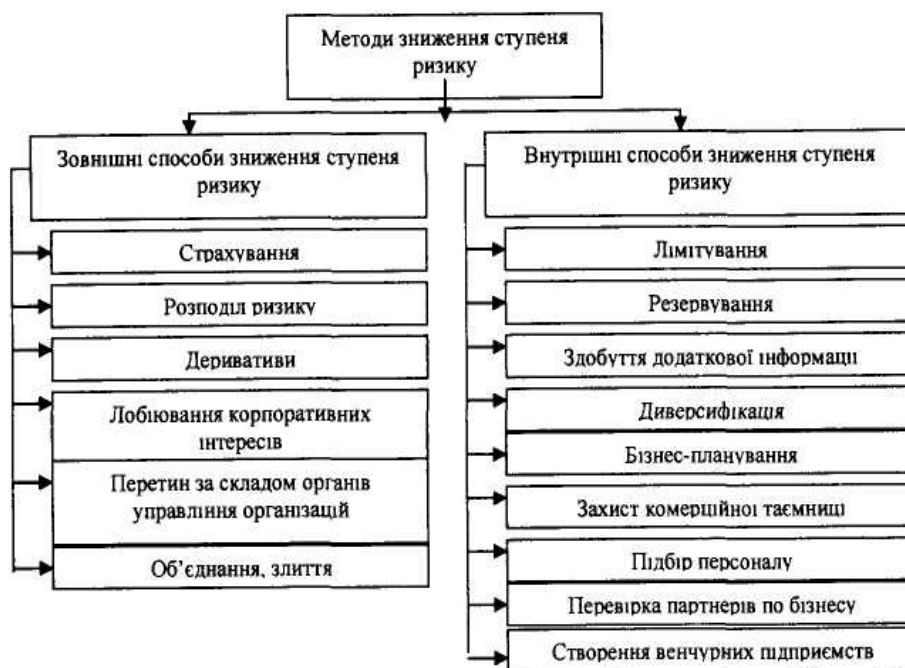 Методи зниження ступеня
ризику
Зовнішні способи зниження ступеня
ризику
Страхування
Розподіл ризику
Деривативи
Лобіювання корпоративних
інтересів
Перетин за складом органів
управління організацій
Об’єднання, злиття
Внутрішні способи зниження ступеня
ризику
Лімітування
Резервування
Здобуття додаткової інформації
Диверсифікація
Бізнес-планування
Захист комерційної таємниці
Підбір персоналу
Перевірка партнерів по бізнесу
Створення венчурних підприємств